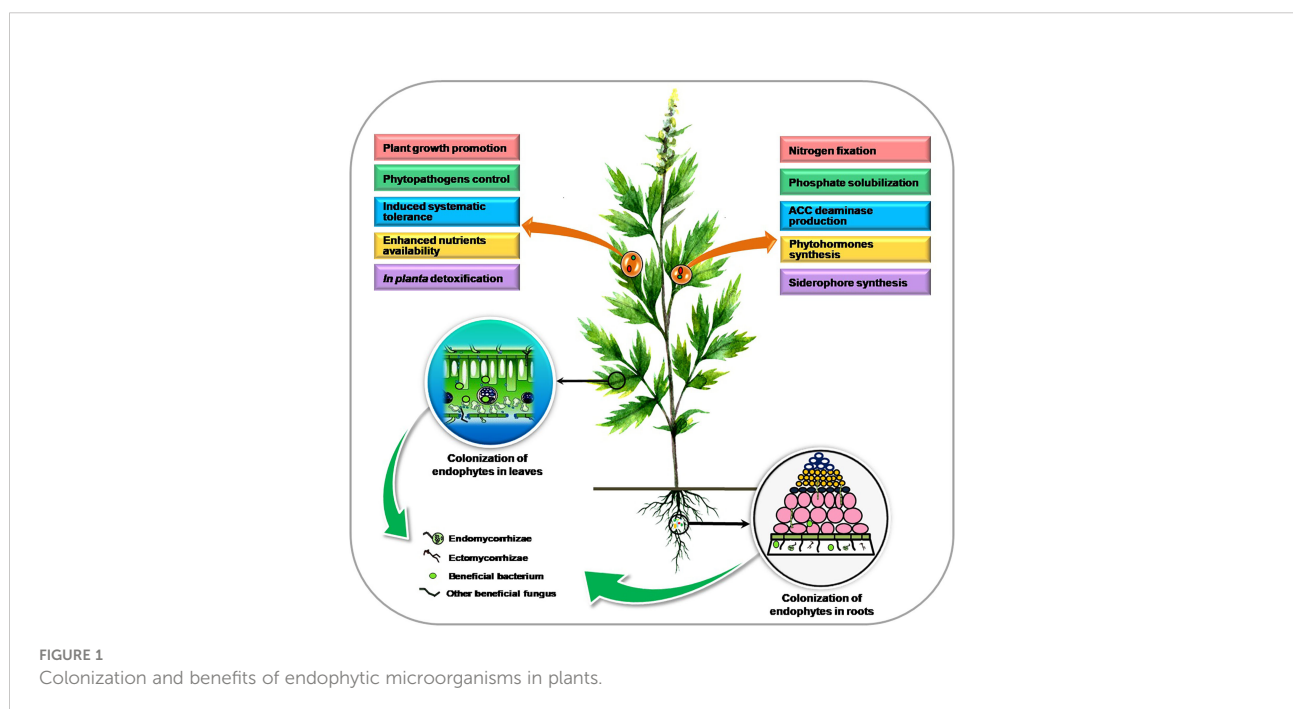 Plant growth promotion
Phytopathogens control
Induced systematic
tolerance
Enhanced nutrients
availability
In planta detoxification
Nitrogen fixation
Phosphate solubilization
ACC deaminase
production
Phytohormones
synthesis
Siderophore synthesis
Colonization of
endophytes in leaves
Endomycorrhizae
Ectomycorrhizae
Beneficial bacterium
Other beneficial fungus
Colonization of
endophytes in roots
FIGURE 1
Colonization and benefits of endophytic microorganisms in plants.